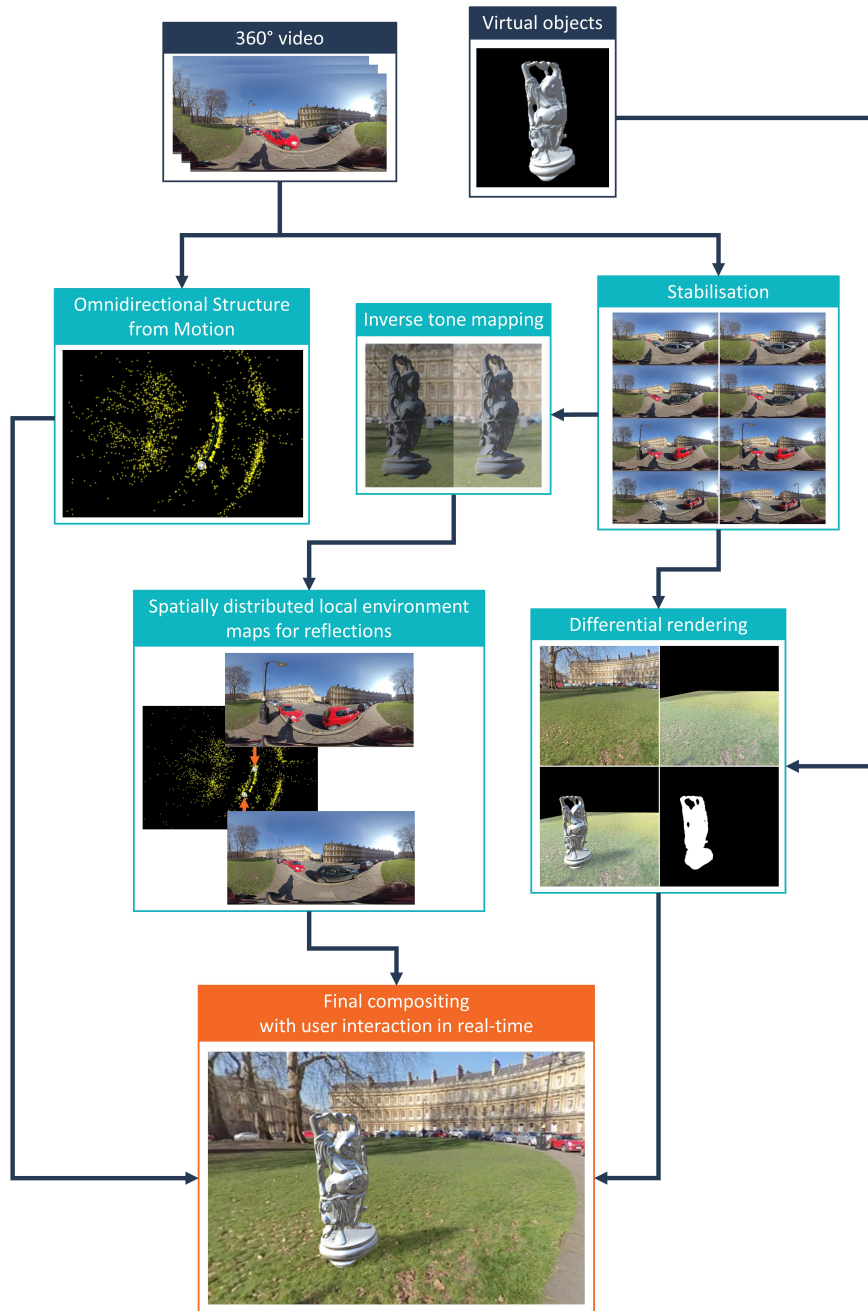 360° video
Virtual objects
Omnidirectional Structure
from Motion
Inverse tone mapping
Stabilisation
Spatially distributed local environment
maps for reflections
Differential rendering
Final compositing
with user interaction in real-time